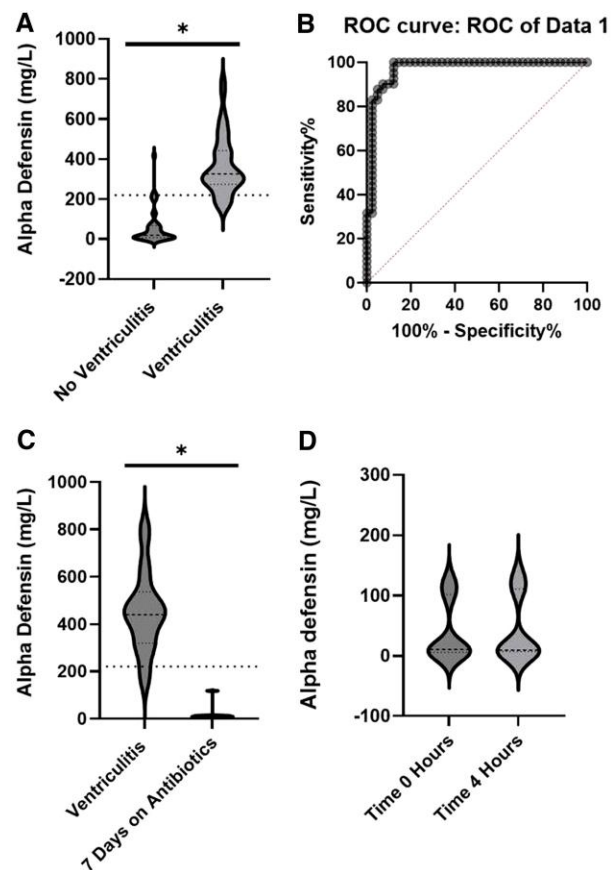 A
*
Alpha Defensin (mg/L)
1000
800
600
400
200
0
-200
No Ventriculitis
Ventriculitis
B
ROC curve: ROC of Data 1
Sensitivity%
100
80
60
40
20
0
0
20
40
60
80
100
100% - Specificity%
C
*
Alpha Defensin (mg/L)
1000
800
600
400
200
0
Ventriculitis
7 Days on Antibiotics
D
Alpha defensin (mg/L)
300
200
100
0
-100
Time 0 Hours
Time 4 Hours